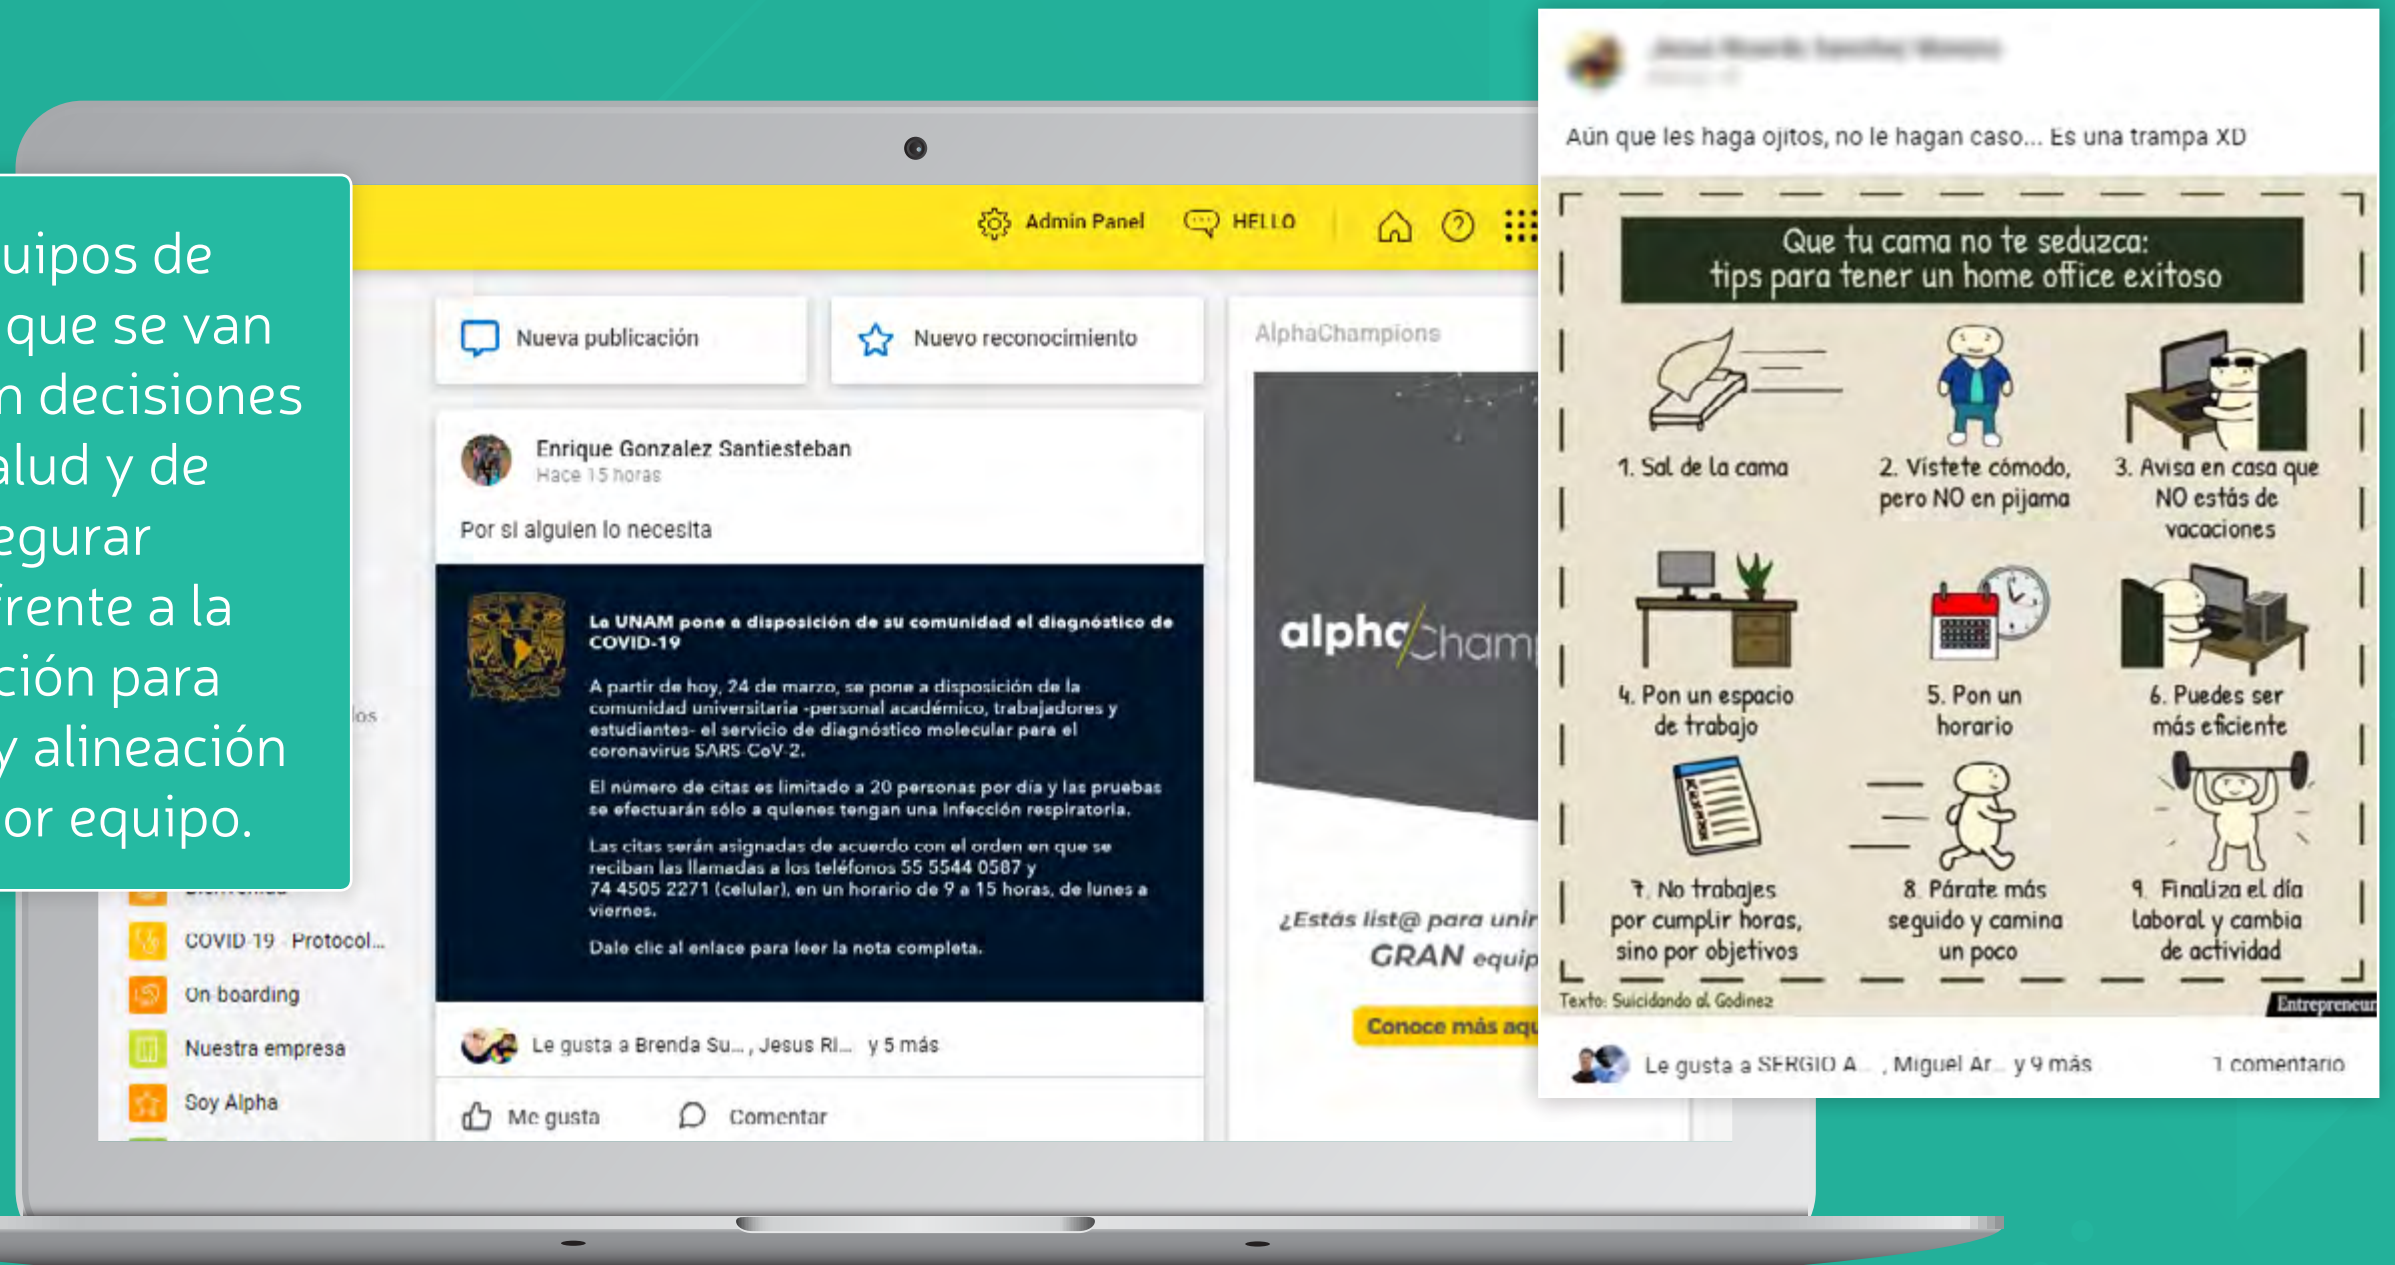 uipos de
que se van
n decisiones
alud y de
egurar
frente a la
ción para
y alineación
or equipo.
Admin Panel
HELLO
Nueva publicación
Nuevo reconocimiento
Enrique Gonzalez Santiesteban
Hace 15 horas
Por si alguien lo necesita
La UNAM pone a disposición de su comunidad el diagnóstico de
COVID-19
A partir de hoy, 24 de marzo, se pone a disposición de la
comunidad universitaria -personal académico, trabajadores y
estudiantes- el servicio de diagnóstico molecular para el
coronavirus SARS-CoV-2.
El número de citas es limitado a 20 personas por día y las pruebas
se efectuarán sólo a quienes tengan una infección respiratoria.
Las citas serán asignadas de acuerdo con el orden en que se
reciban las llamadas a los teléfonos 55 5544 0587 y
74 4505 2271 (celular), en un horario de 9 a 15 horas, de lunes a
viernes.
Dale clic al enlace para leer la nota completa.
Le gusta a Brenda Su... , Jesus Ri... y 5 más
Me gusta
Comentar
los
COVID-19 - Protocol...
On boarding
Nuestra empresa
Soy Alpha
AlphaChampions
alpha/Champ
¿Estás list@ para unir
GRAN equip
Conoce más aqu
Aún que les haga ojitos, no le hagan caso... Es una trampa XD
Que tu cama no te seduzca:
tips para tener un home office exitoso
1. Sal de la cama
2. Vístete cómodo,
pero NO en pijama
3. Avisa en casa que
NO estás de
vacaciones
4. Pon un espacio
de trabajo
5. Pon un
horario
6. Puedes ser
más eficiente
7. No trabajes
por cumplir horas,
sino por objetivos
8. Párate más
seguido y camina
un poco
9. Finaliza el día
laboral y cambia
de actividad
Texto: Suicidando al Godinez
Entrepreneur
Le gusta a SERGIO A... , Miguel Ar... y 9 más
1 comentario